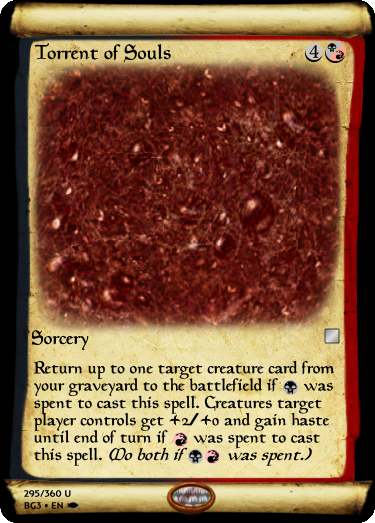 Torrent of Souls 4
Sorcery
Return up to one target creature card from
your graveyard to the battlefield if was
spent to cast this spell. Creatures target
player controls get +2/+0 and gain haste
until end of turn if was spent to cast
this spell. (Do both if was spent.)
295/360 U
BG3 • EN